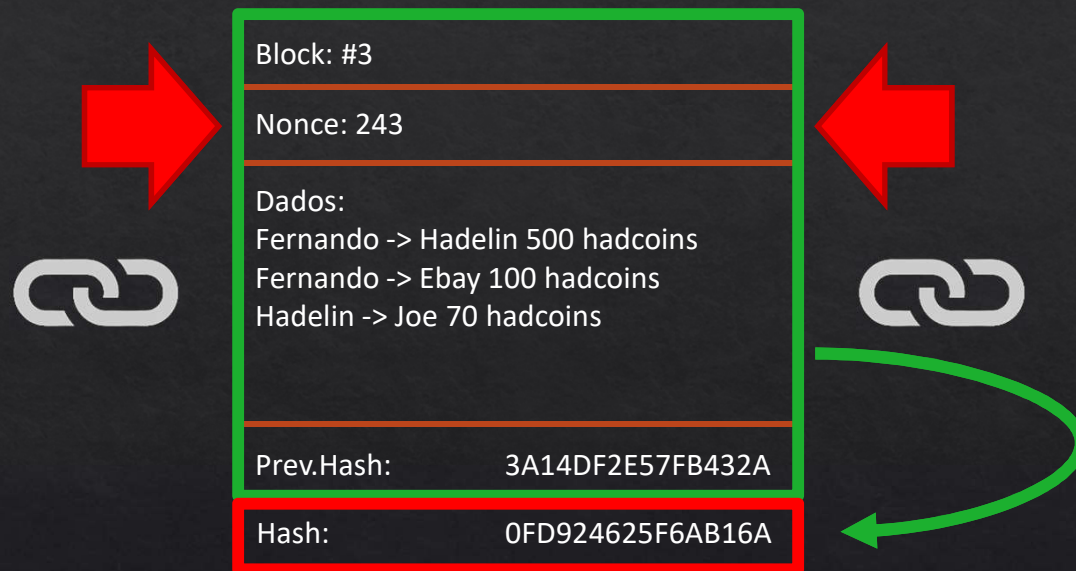 Block: #3
Nonce: 243
Dados:
Fernando -> Hadelin 500 hadcoins
Fernando -> Ebay 100 hadcoins
Hadelin -> Joe 70 hadcoins
Prev.Hash: 3A14DF2E57FB432A
Hash: 0FD924625F6AB16A